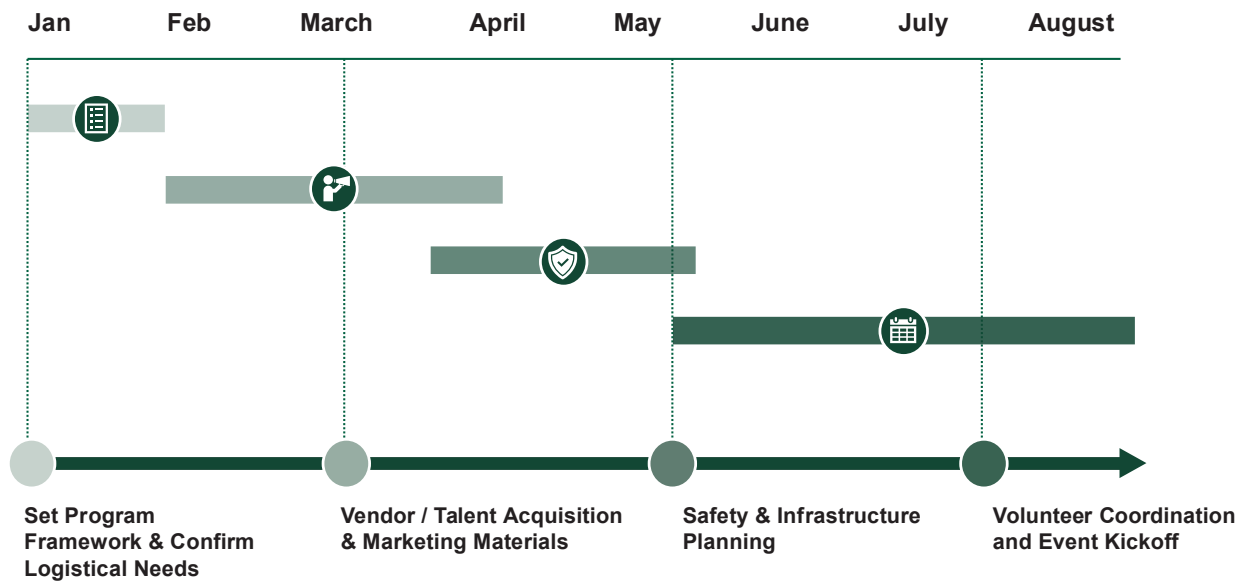 Jan Feb March April May June July August
Set Program
Framework & Confirm
Logistical Needs
Vendor / Talent Acquisition
& Marketing Materials
Safety & Infrastructure
Planning
Volunteer Coordination
and Event Kickoff